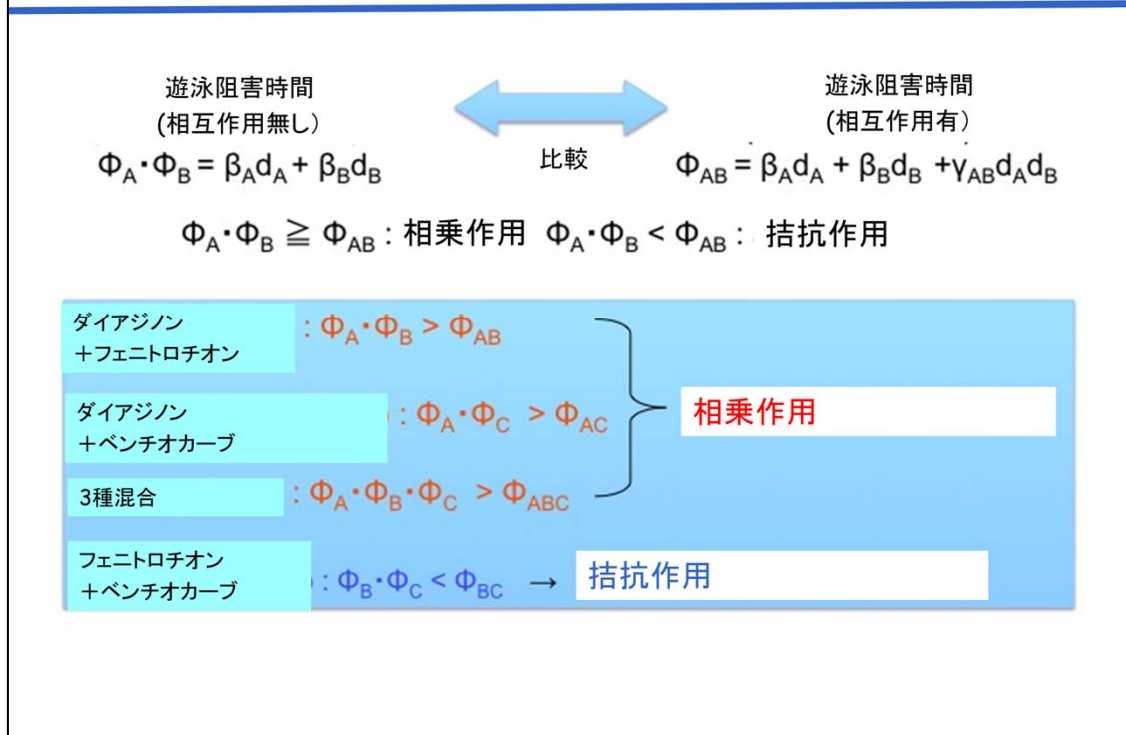 遊泳阻害時間
(相互作用無し)
Φ_A・Φ_B = β_Ad_A + β_Bd_B
比較
遊泳阻害時間
(相互作用有)
Φ_AB = β_Ad_A + β_Bd_B +γ_ABd_Ad_B
Φ_A・Φ_B ≧ Φ_AB : 相乗作用 Φ_A・Φ_B < Φ_AB : 拮抗作用
ダイアジノン
+フェニトロチオン
: Φ_A・Φ_B > Φ_AB
ダイアジノン
+ベンチオカーブ
: Φ_A・Φ_C > Φ_AC
3種混合
: Φ_A・Φ_B・Φ_C > Φ_ABC
相乗作用
フェニトロチオン
+ベンチオカーブ
: Φ_B・Φ_C < Φ_BC → 拮抗作用